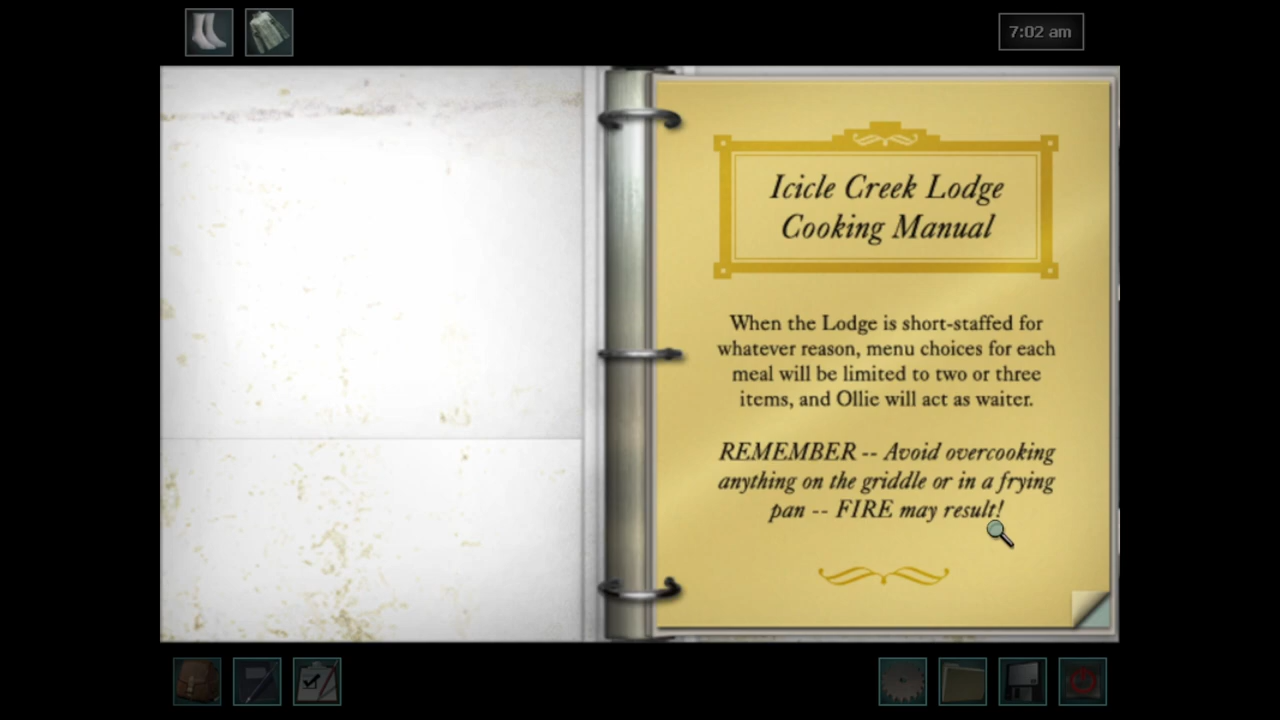 7:02 am
Icicle Creek Lodge
Cooking Manual
When the Lodge is short-staffed for
whatever reason, menu choices for each
meal will be limited to two or three
items, and Ollie will act as waiter.
REMEMBER -- Avoid overcooking
anything on the griddle or in a frying
pan -- FIRE may result!